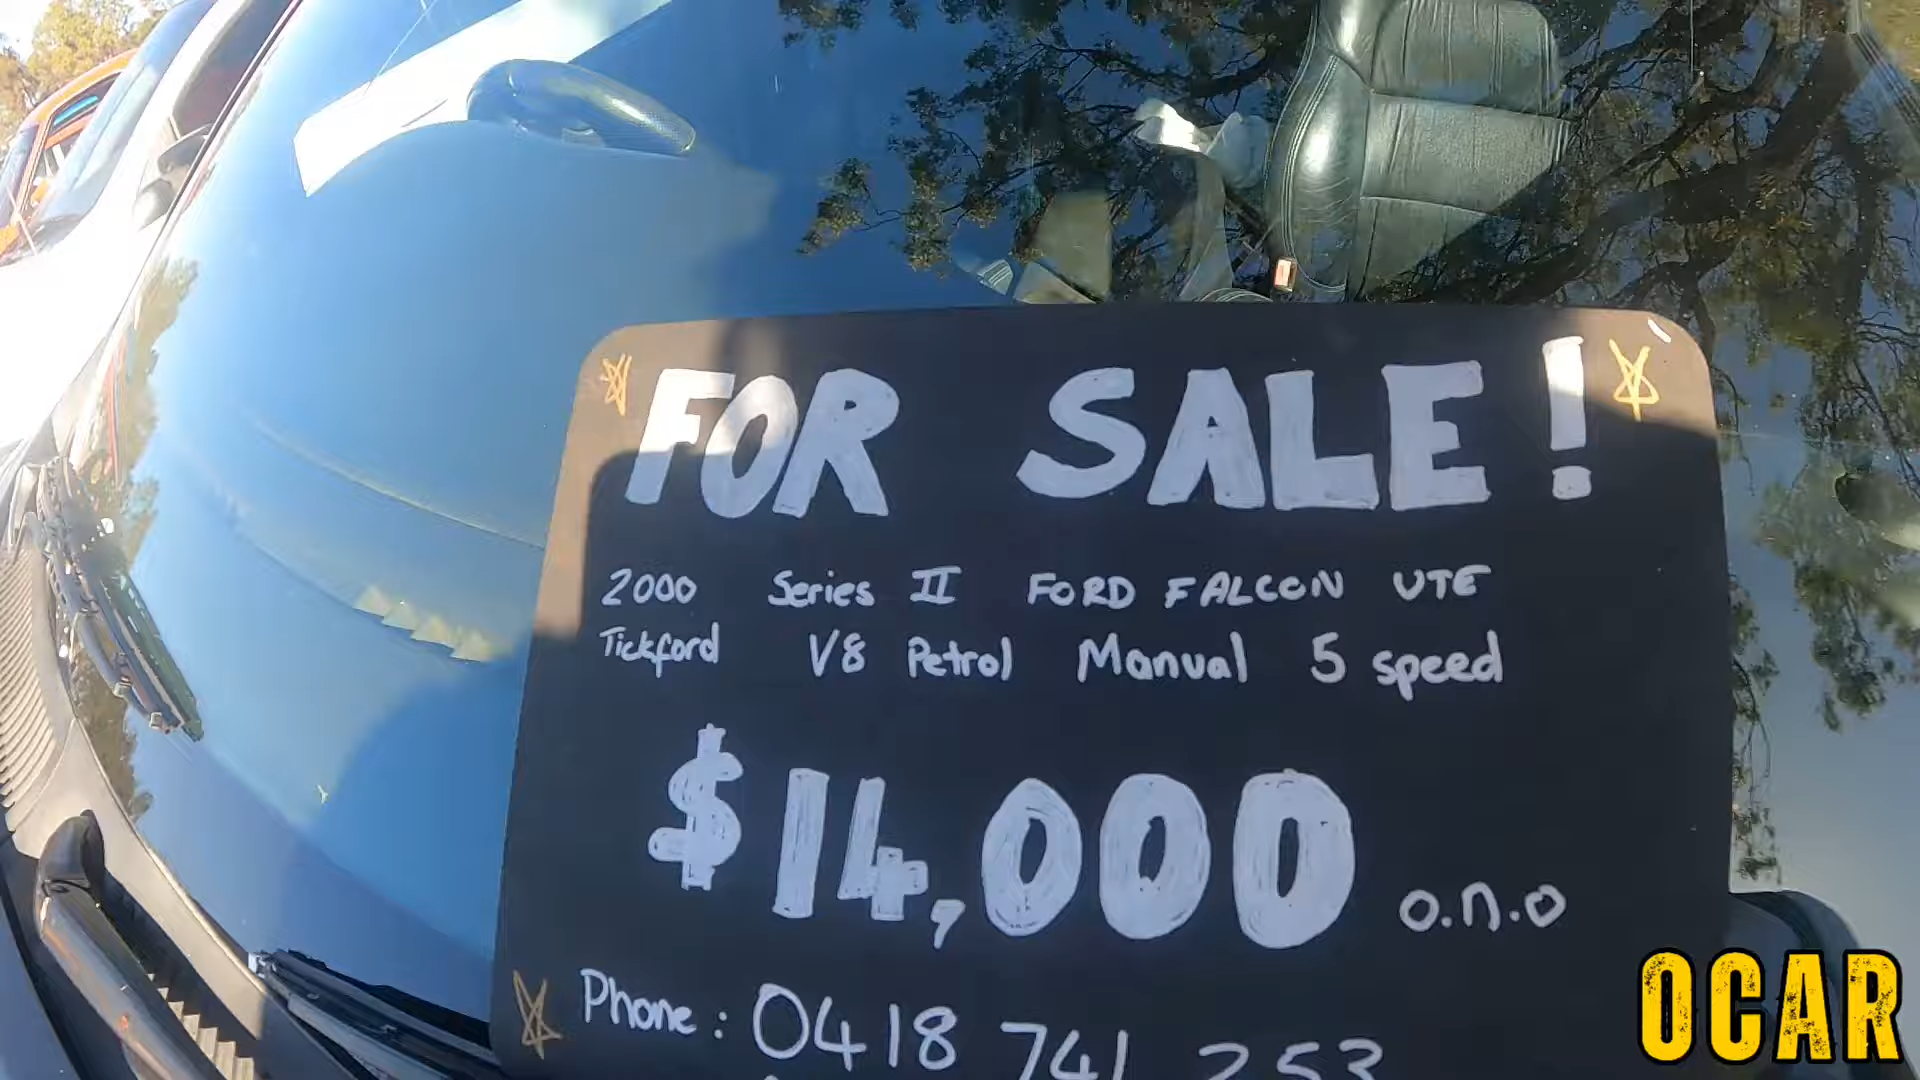 FOR SALE!
2000 Series II FORD FALCON UTE
Tickford V8 Petrol Manual 5 speed
$14,000 o.n.o
Phone: 0418 741 253
OCAR